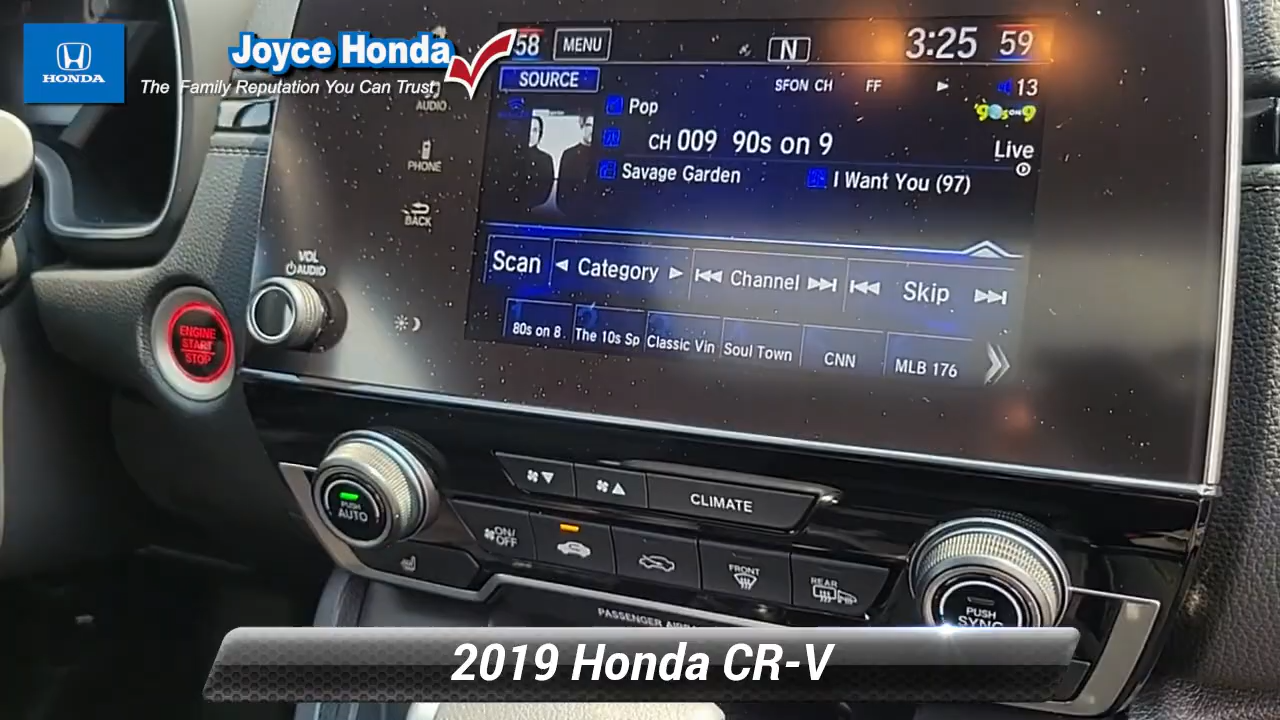 HONDA
Joyce Honda
The Family Reputation You Can Trust
58 MENU N 3:25 59
SOURCE
SFON CH FF 13
AUDIO
Pop
CH 009 90s on 9
Live
Savage Garden I Want You (97)
PHONE
BACK
VOL
AUDIO
Scan Category Channel Skip
80s on 8 The 10s Sp Classic Vin Soul Town CNN MLB 176
ENGINE
START
STOP
CLIMATE
PUSH
AUTO
ON/
OFF
FRONT
REAR
PUSH
SYNC
PASSENGER
2019 Honda CR-V